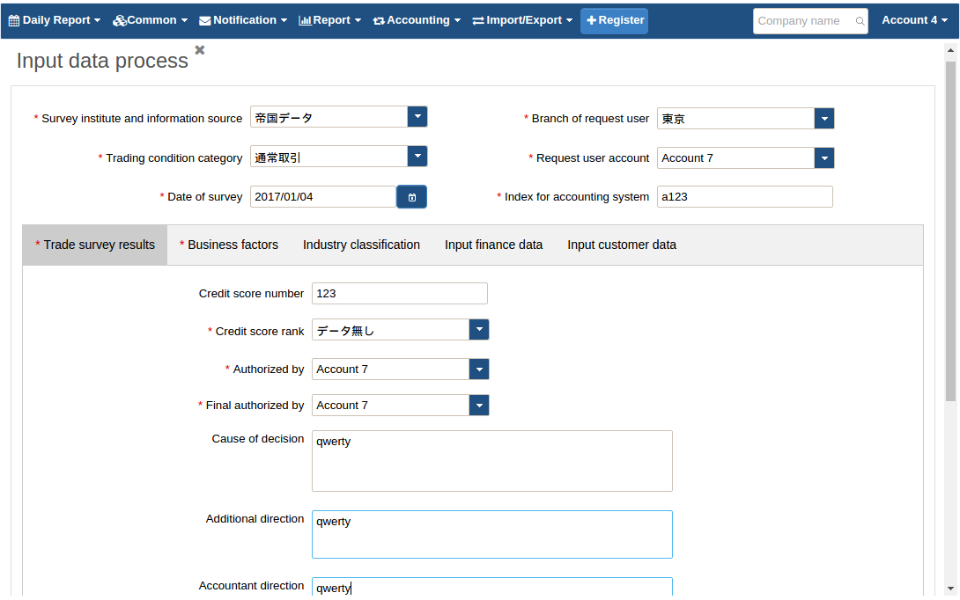 Daily Report Common Notification Report Accounting Import/Export Register Company name Account 4
Input data process
* Survey institute and information source 帝国データ * Branch of request user 東京
* Trading condition category 通常取引 * Request user account Account 7
* Date of survey 2017/01/04 * Index for accounting system a123
* Trade survey results * Business factors Industry classification Input finance data Input customer data
Credit score number 123
* Credit score rank データ無し
* Authorized by Account 7
* Final authorized by Account 7
Cause of decision qwerty
Additional direction qwerty
Accountant direction qwerty